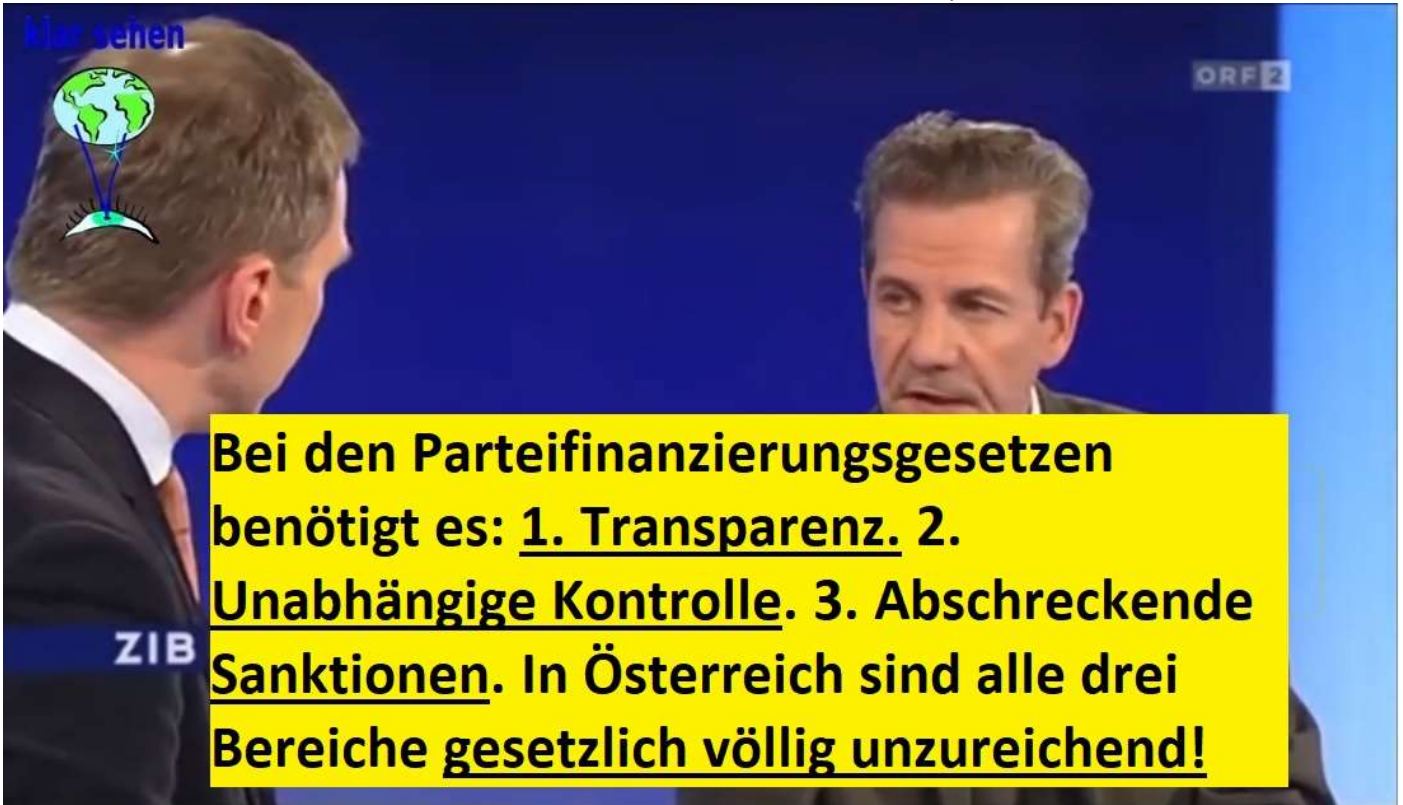 klar sehen
ORF 2
Bei den Parteifinanzierungsgesetzen
benötigt es: 1. Transparenz. 2.
Unabhängige Kontrolle. 3. Abschreckende
Sanktionen. In Österreich sind alle drei
Bereiche gesetzlich völlig unzureichend!
ZIB